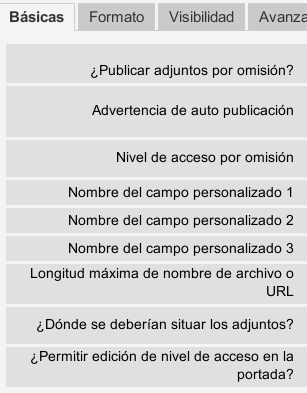 Básicas Formato Visibilidad Avanza
¿Publicar adjuntos por omisión?
Advertencia de auto publicación
Nivel de acceso por omisión
Nombre del campo personalizado 1
Nombre del campo personalizado 2
Nombre del campo personalizado 3
Longitud máxima de nombre de archivo o
URL
¿Dónde se deberían situar los adjuntos?
¿Permitir edición de nivel de acceso en la
portada?